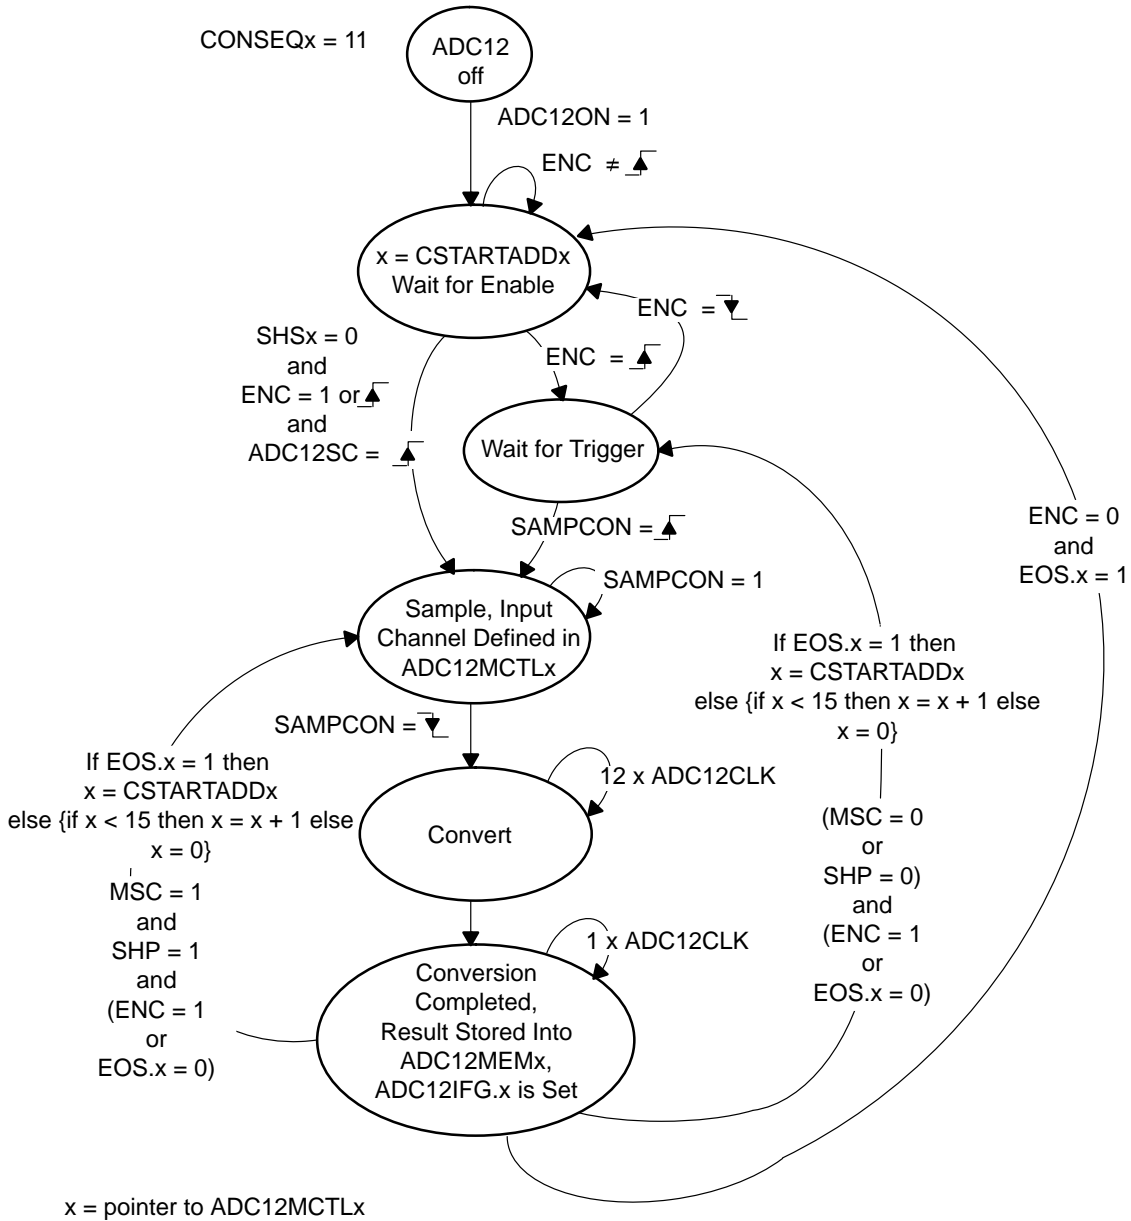 CONSEQx = 11
ADC12
off
ADC12ON = 1
ENC ≠
x = CSTARTADDx
Wait for Enable
ENC =
SHSx = 0
and
ENC = 1 or
and
ADC12SC =
ENC =
Wait for Trigger
SAMPCON =
ENC = 0
and
EOS.x = 1
SAMPCON = 1
Sample, Input
Channel Defined in
ADC12MCTLx
If EOS.x = 1 then
x = CSTARTADDx
else {if x < 15 then x = x + 1 else
x = 0}
SAMPCON =
If EOS.x = 1 then
x = CSTARTADDx
else {if x < 15 then x = x + 1 else
x = 0}
12 x ADC12CLK
Convert
(MSC = 0
or
SHP = 0)
and
(ENC = 1
or
EOS.x = 0)
MSC = 1
and
SHP = 1
and
(ENC = 1
or
EOS.x = 0)
1 x ADC12CLK
Conversion
Completed,
Result Stored Into
ADC12MEMx,
ADC12IFG.x is Set
x = pointer to ADC12MCTLx